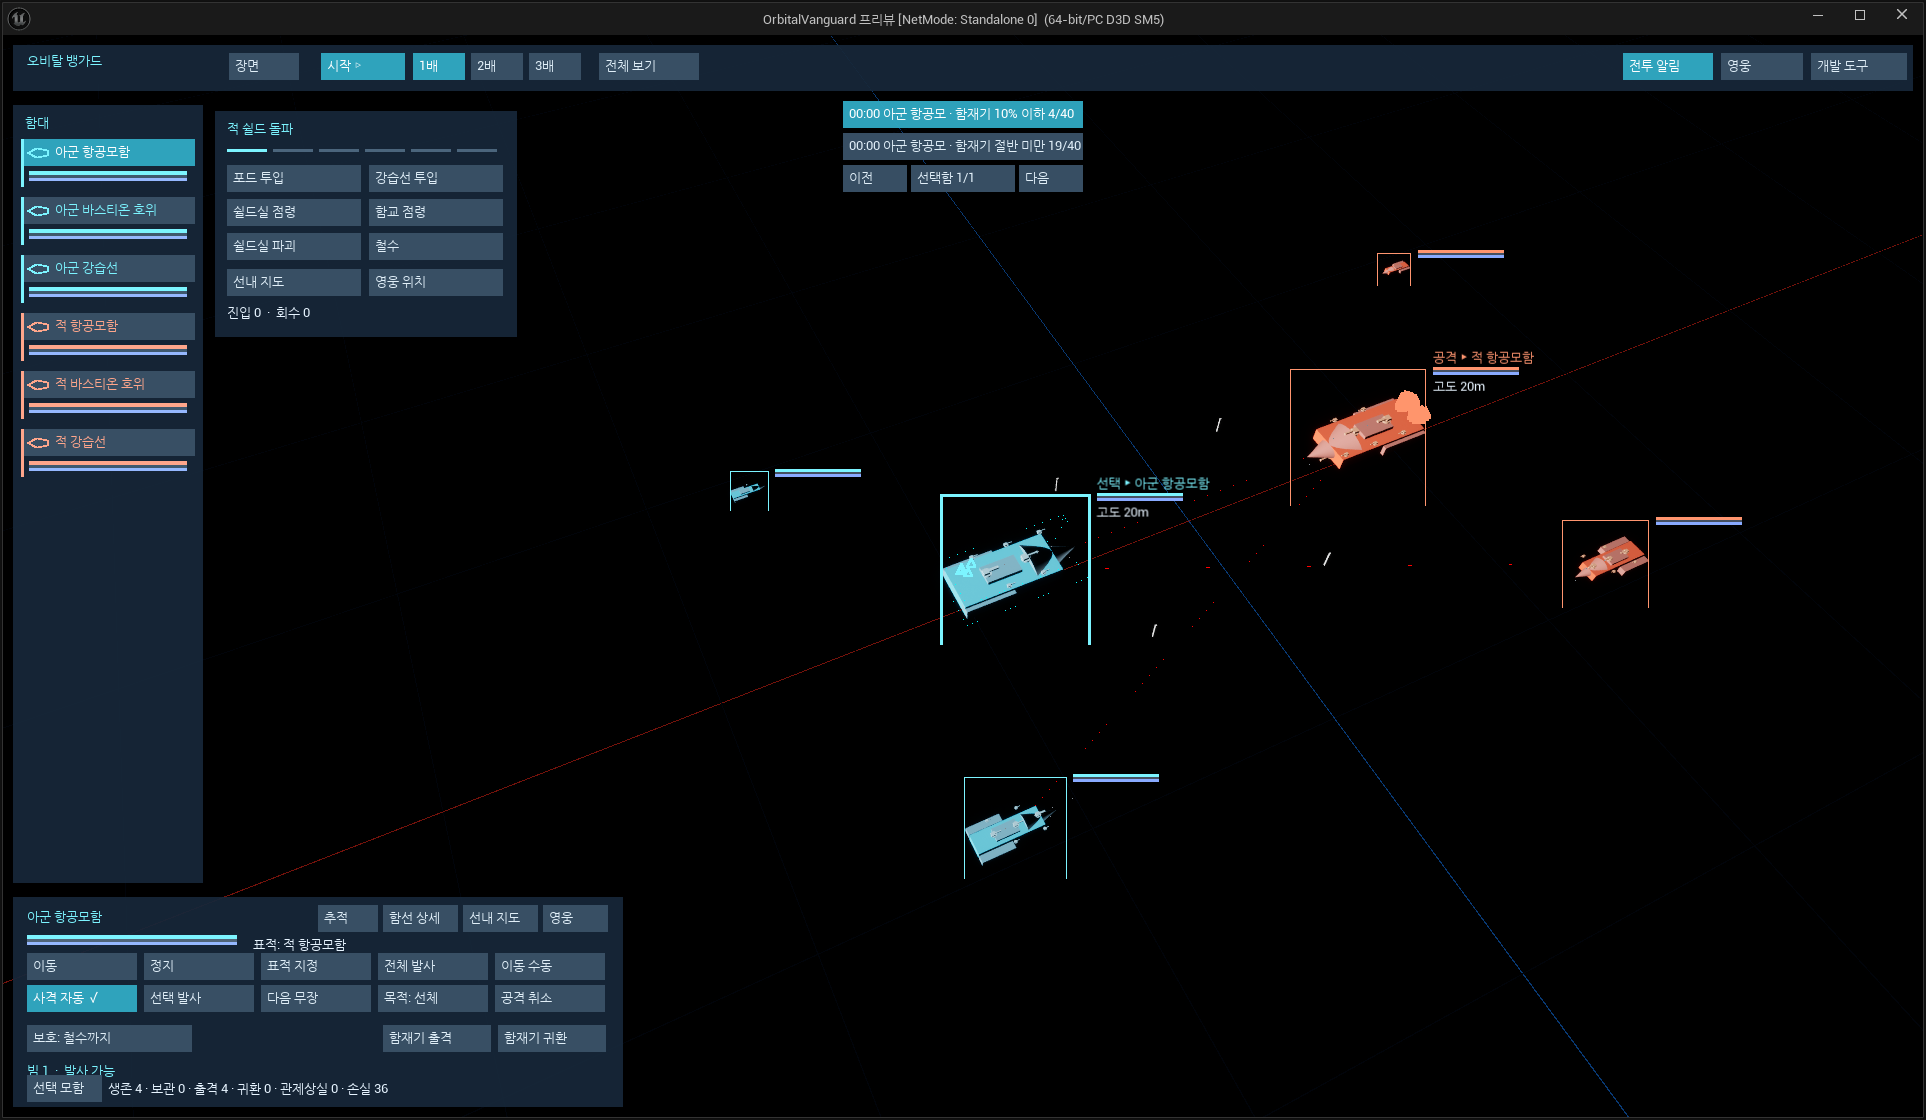 OrbitalVanguard 프리뷰 [NetMode: Standalone 0]  (64-bit/PC D3D SM5)
오비탈 뱅가드
장면
시작 ▷
1배
2배
3배
전체 보기
전투 알림
영웅
개발 도구
00:00 아군 항공모 · 함재기 10% 이하 4/40
00:00 아군 항공모 · 함재기 절반 미만 19/40
이전
선택함 1/1
다음
함대
아군 항공모함
아군 바스티온 호위
아군 강습선
적 항공모함
적 바스티온 호위
적 강습선
적 쉴드 돌파
포드 투입
강습선 투입
쉴드실 점령
함교 점령
쉴드실 파괴
철수
선내 지도
영웅 위치
진입 0 · 회수 0
공격 ▸ 적 항공모함
고도 20m
선택 ▸ 아군 항공모함
고도 20m
아군 항공모함
추적
함선 상세
선내 지도
영웅
표적: 적 항공모함
이동
정지
표적 지정
전체 발사
이동 수동
사격 자동 √
선택 발사
다음 무장
목적: 선체
공격 취소
보호: 철수까지
함재기 출격
함재기 귀환
빔 1 · 발사 가능
선택 모함
생존 4 · 보관 0 · 출격 4 · 귀환 0 · 관제상실 0 · 손실 36